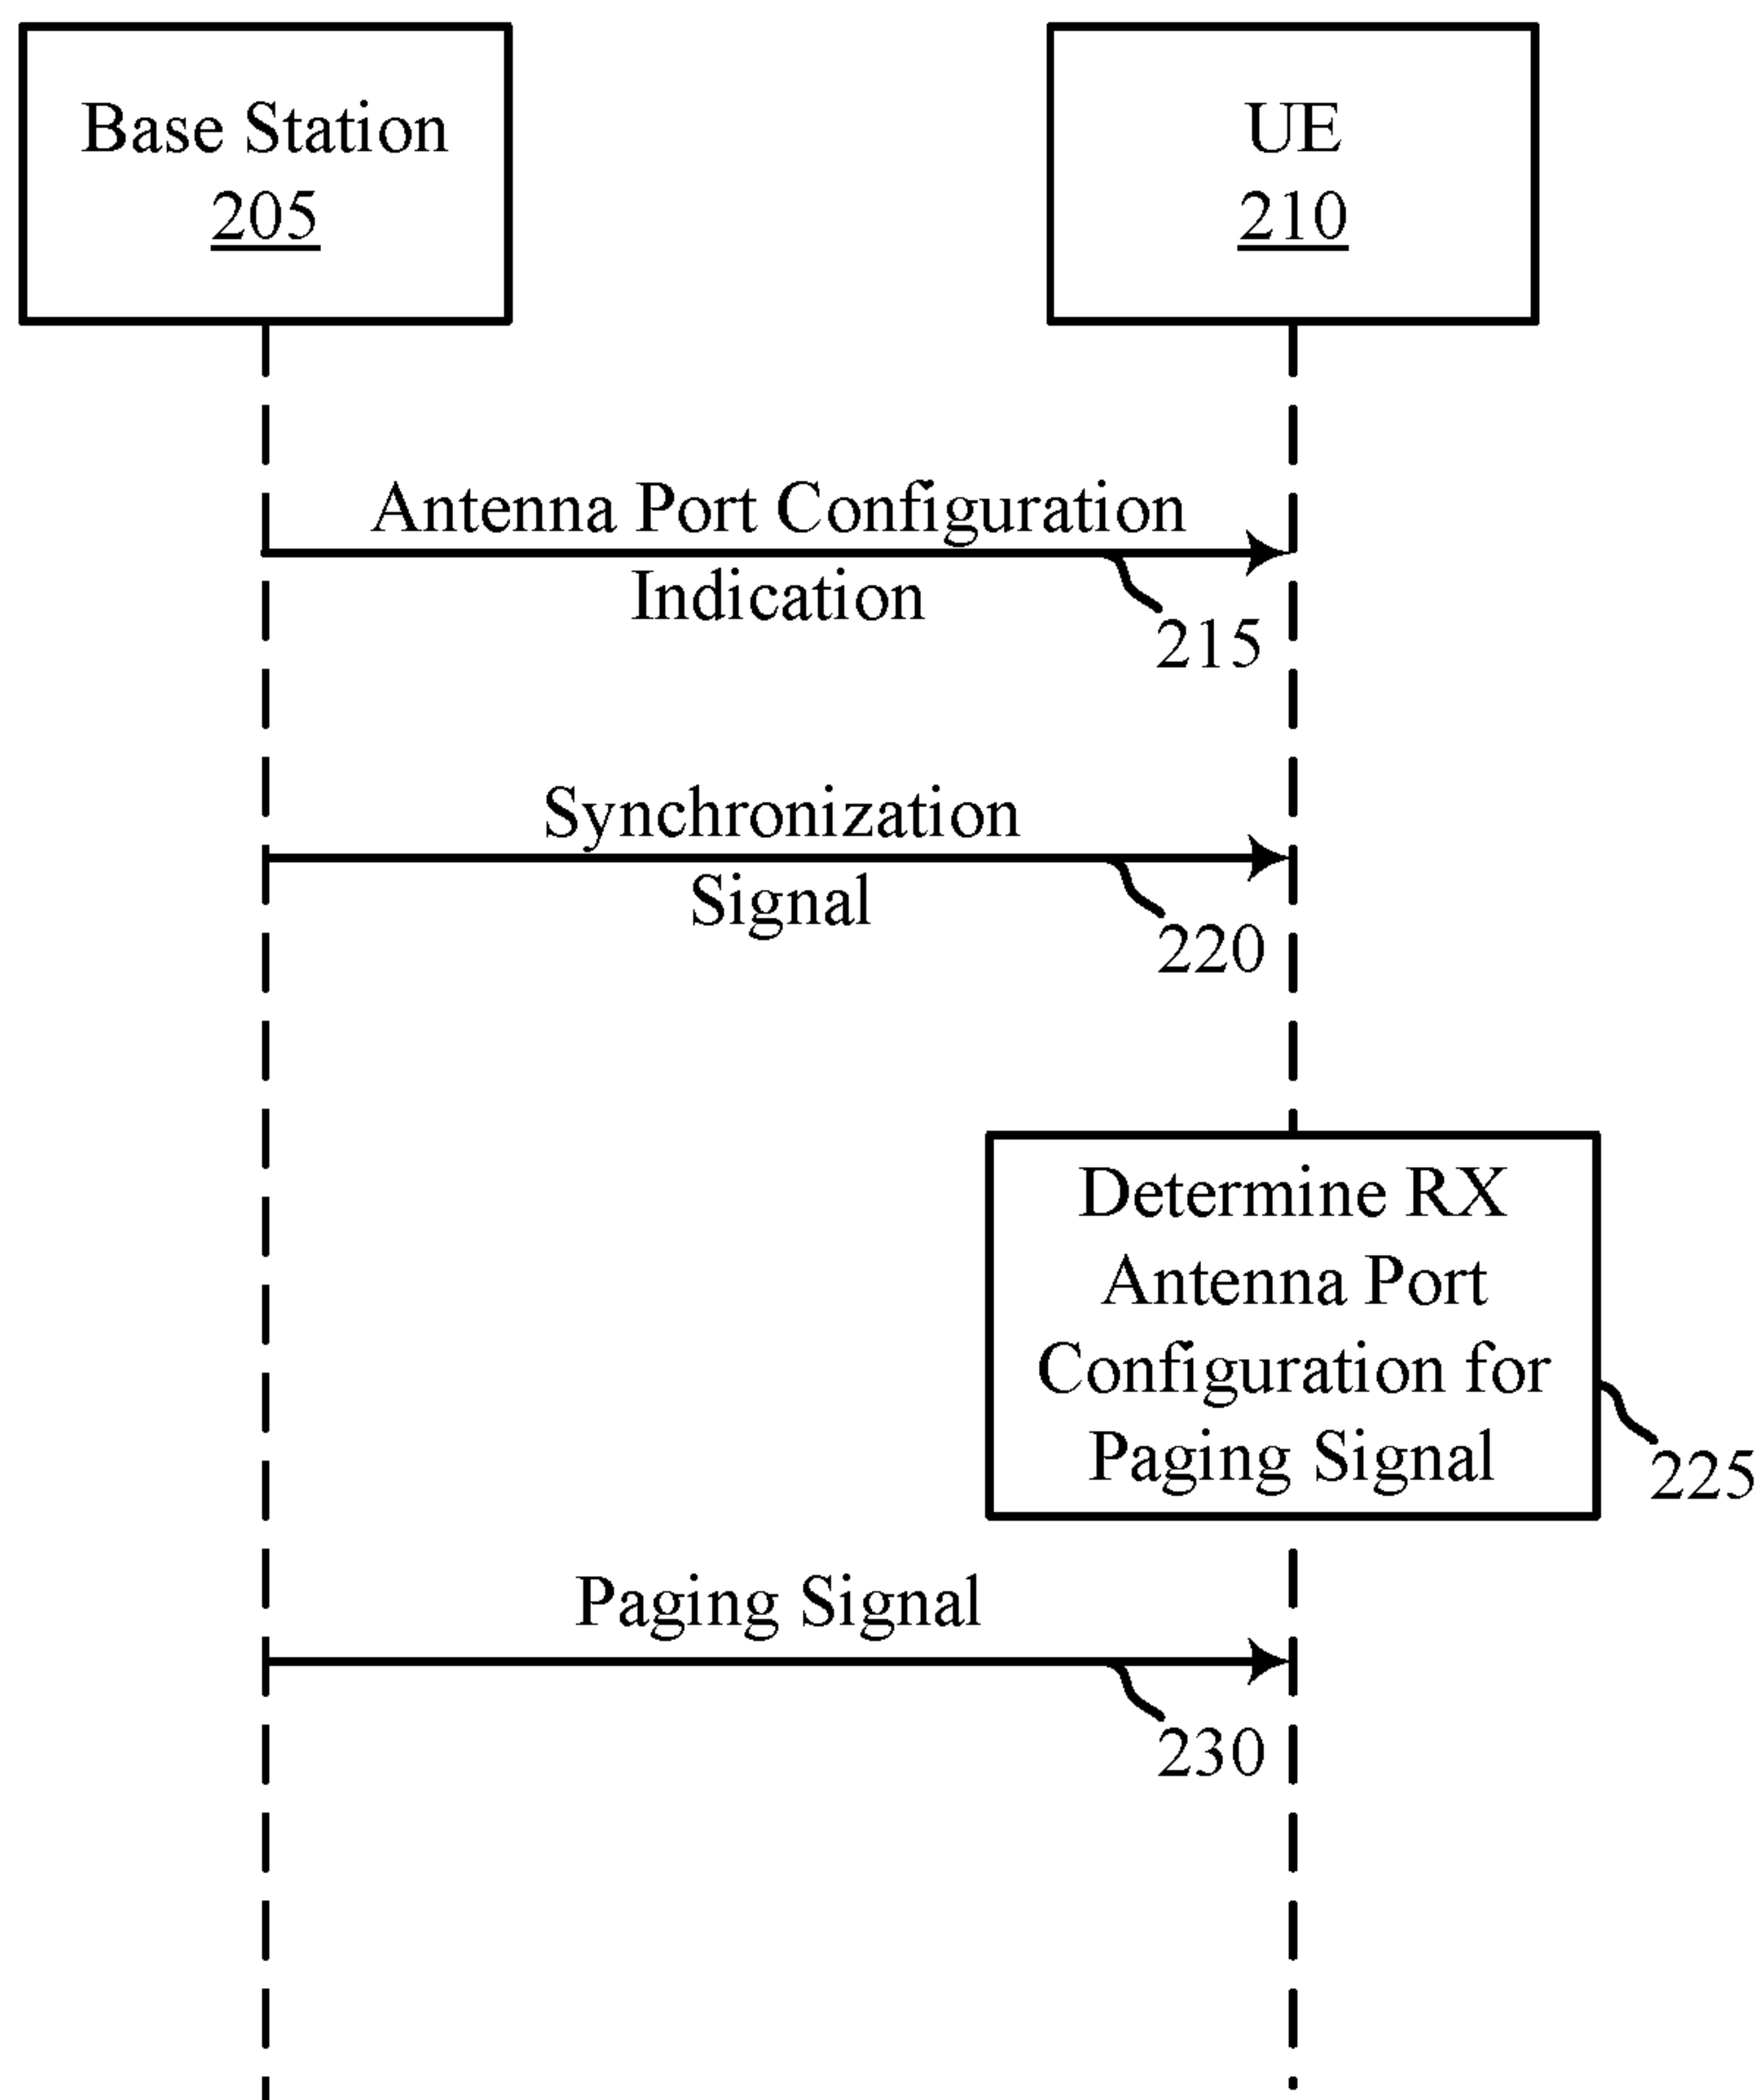 Base Station
205
UE
210
Antenna Port Configuration
Indication
215
Synchronization
Signal
220
Determine RX
Antenna Port
Configuration for
Paging Signal
225
Paging Signal
230